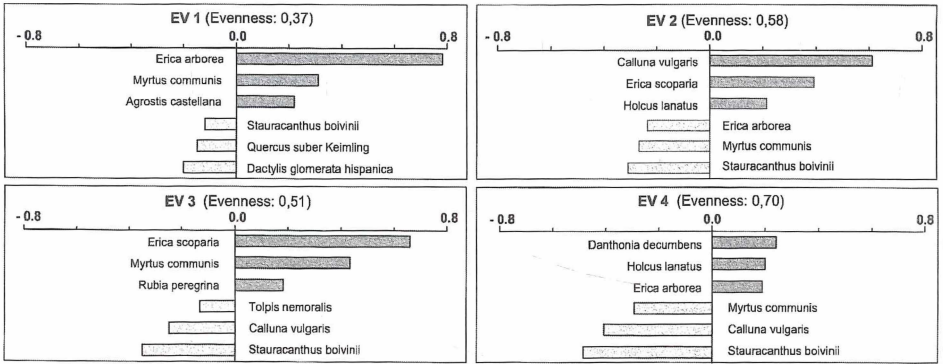 EV 1 (Evenness: 0,37)
- 0.8 0.0 0.8
Erica arborea
Myrtus communis
Agrostis castellana
Stauracanthus boivinii
Quercus suber Keimling
Dactylis glomerata hispanica
EV 2 (Evenness: 0,58)
- 0.8 0.0 0.8
Calluna vulgaris
Erica scoparia
Holcus lanatus
Erica arborea
Myrtus communis
Stauracanthus boivinii
EV 3 (Evenness: 0,51)
- 0.8 0.0 0.8
Erica scoparia
Myrtus communis
Rubia peregrina
Tolpis nemoralis
Calluna vulgaris
Stauracanthus boivinii
EV 4 (Evenness: 0,70)
- 0.8 0.0 0.8
Danthonia decumbens
Holcus lanatus
Erica arborea
Myrtus communis
Calluna vulgaris
Stauracanthus boivinii